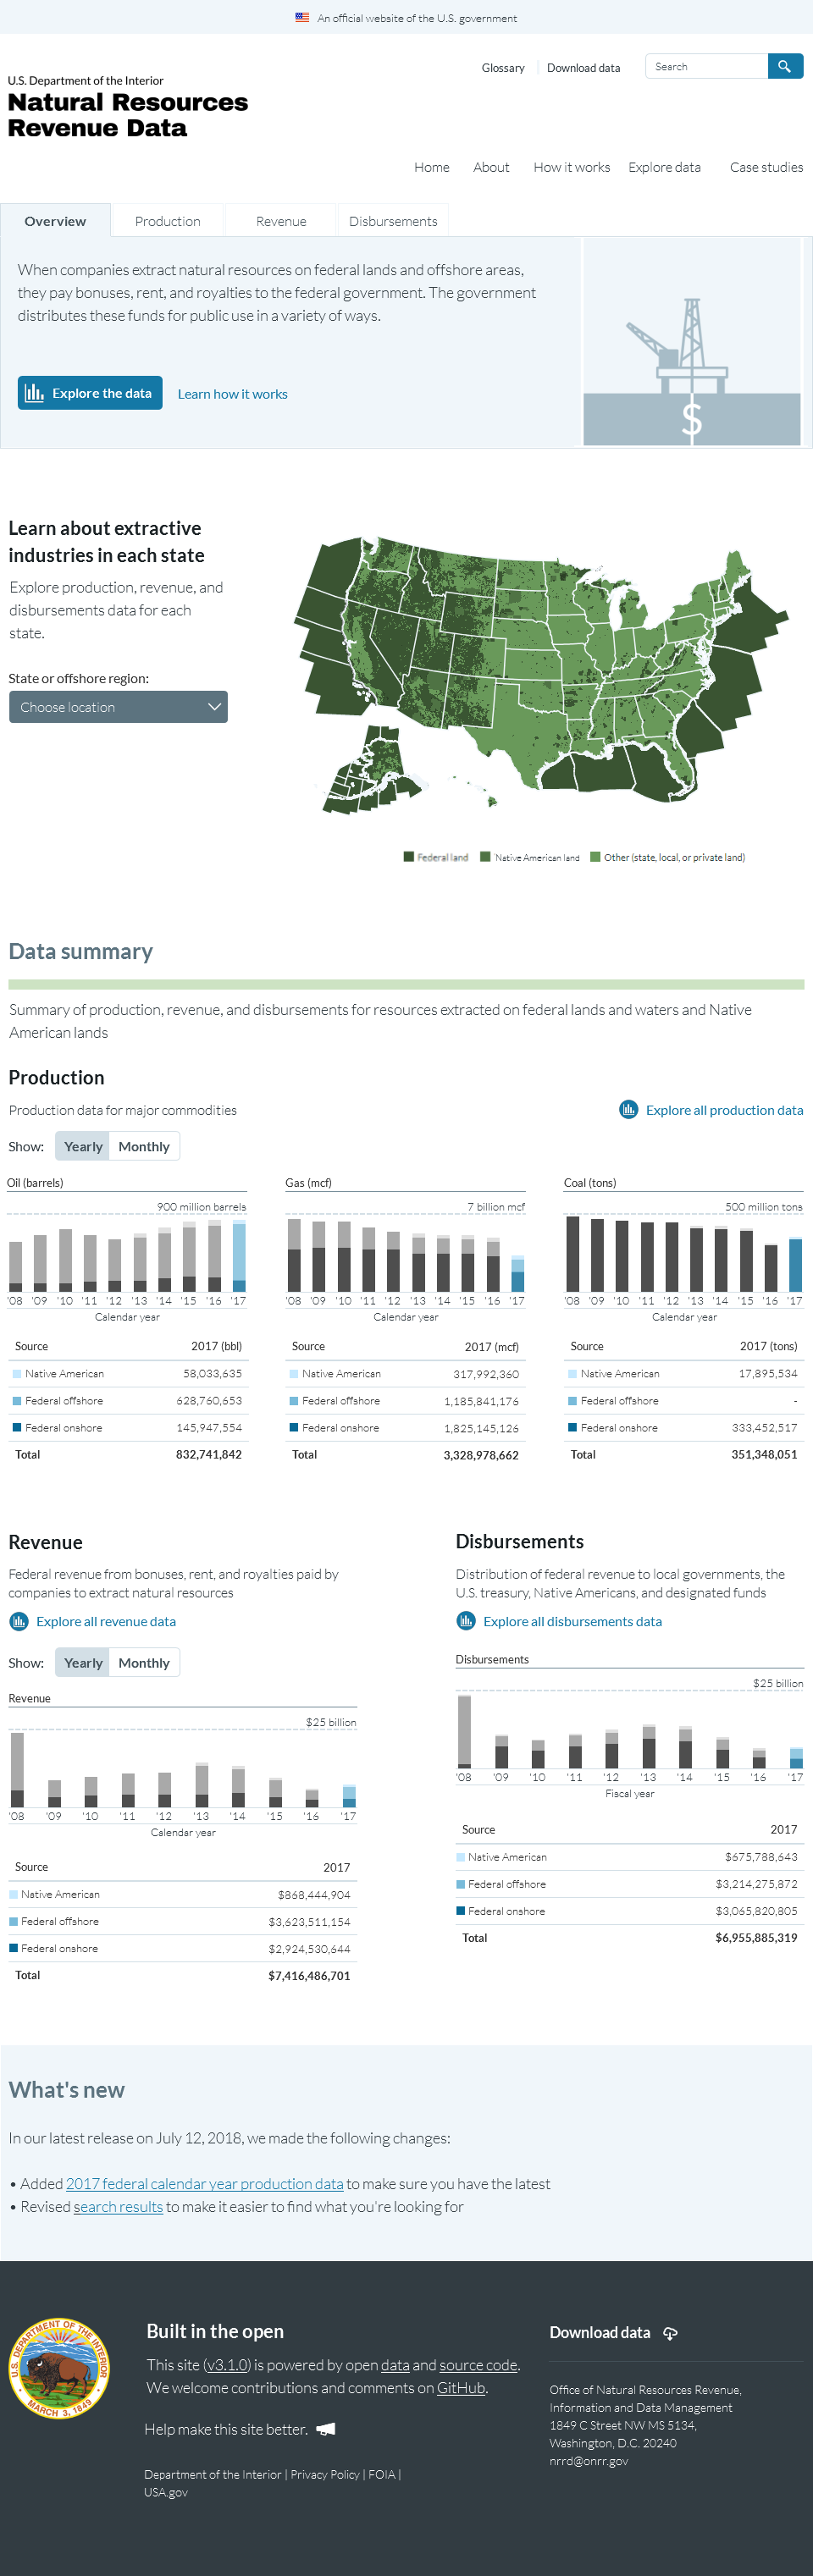 An official website of the U.S. government
Glossary
Download data
Search
U.S. Department of the Interior
Natural Resources
Revenue Data
Home
About
How it works
Explore data
Case studies
Overview
Production
Revenue
Disbursements
When companies extract natural resources on federal lands and offshore areas,
they pay bonuses, rent, and royalties to the federal government. The government
distributes these funds for public use in a variety of ways.
Explore the data
Learn how it works
$
Learn about extractive
industries in each state
Explore production, revenue, and
disbursements data for each
state.
State or offshore region:
Choose location
Federal land
Native American land
Other (state, local, or private land)
Data summary
Summary of production, revenue, and disbursements for resources extracted on federal lands and waters and Native
American lands
Production
Production data for major commodities
Explore all production data
Show:
Yearly
Monthly
Oil (barrels)
900 million barrels
'08 '09 '10 '11 '12 '13 '14 '15 '16 '17
Calendar year
Source 2017 (bbl)
Native American 58,033,635
Federal offshore 628,760,653
Federal onshore 145,947,554
Total 832,741,842
Gas (mcf)
7 billion mcf
'08 '09 '10 '11 '12 '13 '14 '15 '16 '17
Calendar year
Source 2017 (mcf)
Native American 317,992,360
Federal offshore 1,185,841,176
Federal onshore 1,825,145,126
Total 3,328,978,662
Coal (tons)
500 million tons
'08 '09 '10 '11 '12 '13 '14 '15 '16 '17
Calendar year
Source 2017 (tons)
Native American 17,895,534
Federal offshore -
Federal onshore 333,452,517
Total 351,348,051
Revenue
Federal revenue from bonuses, rent, and royalties paid by
companies to extract natural resources
Explore all revenue data
Show:
Yearly
Monthly
Revenue
$25 billion
'08 '09 '10 '11 '12 '13 '14 '15 '16 '17
Calendar year
Source 2017
Native American $868,444,904
Federal offshore $3,623,511,154
Federal onshore $2,924,530,644
Total $7,416,486,701
Disbursements
Distribution of federal revenue to local governments, the
U.S. treasury, Native Americans, and designated funds
Explore all disbursements data
Disbursements
$25 billion
'08 '09 '10 '11 '12 '13 '14 '15 '16 '17
Fiscal year
Source 2017
Native American $675,788,643
Federal offshore $3,214,275,872
Federal onshore $3,065,820,805
Total $6,955,885,319
What's new
In our latest release on July 12, 2018, we made the following changes:
• Added 2017 federal calendar year production data to make sure you have the latest
• Revised search results to make it easier to find what you're looking for
U.S. DEPARTMENT OF THE INTERIOR
MARCH 3, 1849
Built in the open
This site (v3.1.0) is powered by open data and source code.
We welcome contributions and comments on GitHub.
Help make this site better.
Department of the Interior | Privacy Policy | FOIA |
USA.gov
Download data
Office of Natural Resources Revenue,
Information and Data Management
1849 C Street NW MS 5134,
Washington, D.C. 20240
nrrd@onrr.gov